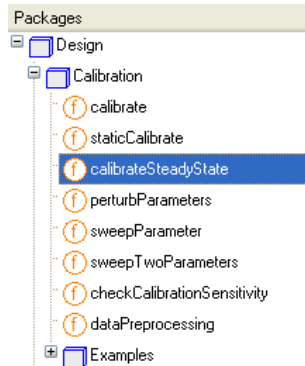 Packages
Design
Calibration
calibrate
staticCalibrate
calibrateSteadyState
perturbParameters
sweepParameter
sweepTwoParameters
checkCalibrationSensitivity
dataPreprocessing
Examples